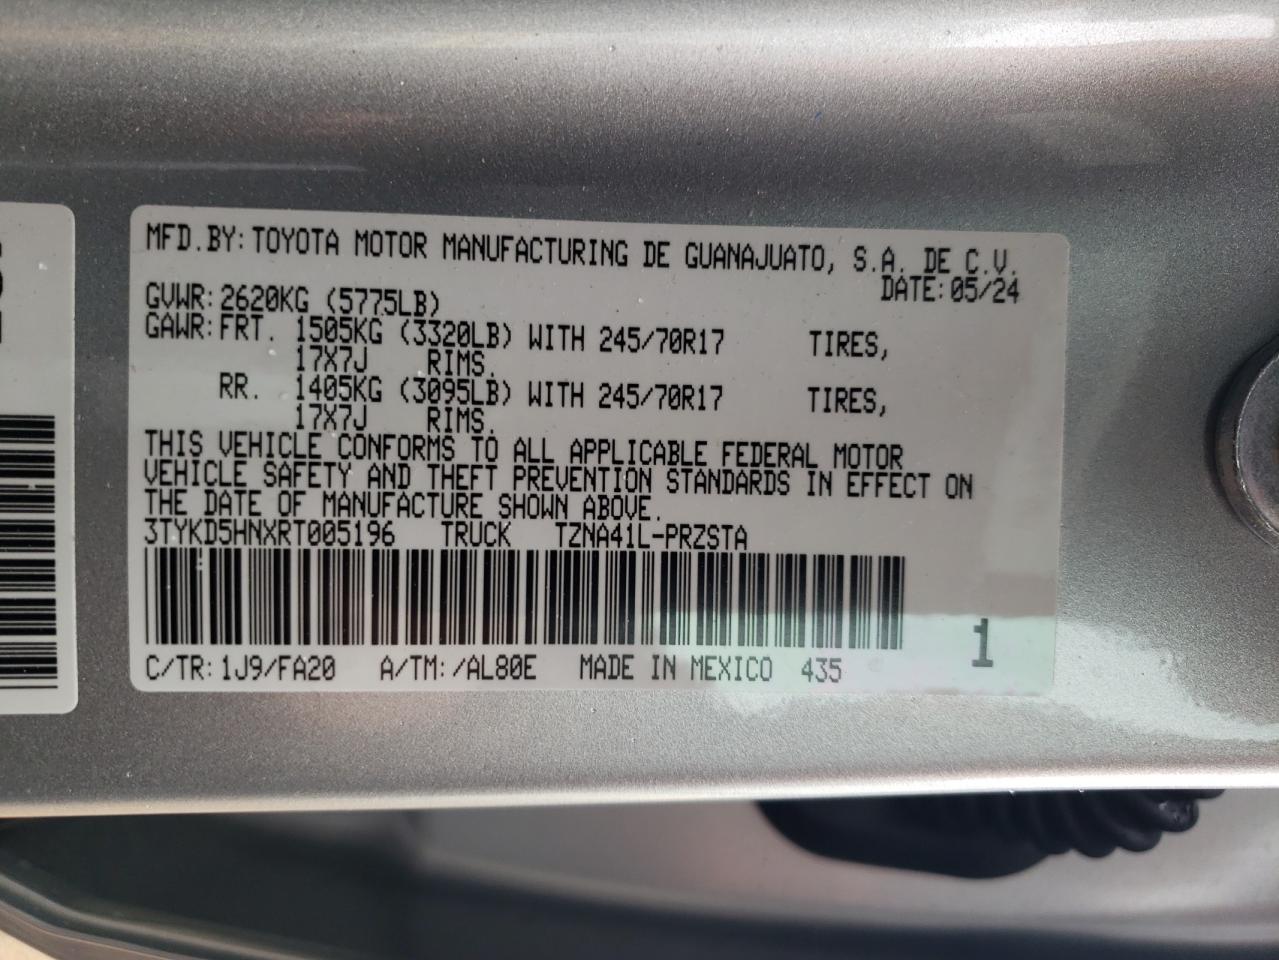 MFD.BY: TOYOTA MOTOR MANUFACTURING DE GUANAJUATO, S.A. DE C.V.
DATE: 05/24
GVWR: 2620KG (5775LB)
GAWR: FRT. 1505KG (3320LB) WITH 245/70R17 TIRES,
17X7J RIMS.
RR. 1405KG (3095LB) WITH 245/70R17 TIRES,
17X7J RIMS.
THIS VEHICLE CONFORMS TO ALL APPLICABLE FEDERAL MOTOR
VEHICLE SAFETY AND THEFT PREVENTION STANDARDS IN EFFECT ON
THE DATE OF MANUFACTURE SHOWN ABOVE.
3TYKD5HNXRT005196 TRUCK TZNA41L-PRZSTA
1
C/TR: 1J9/FA20 A/TM: /AL80E MADE IN MEXICO 435